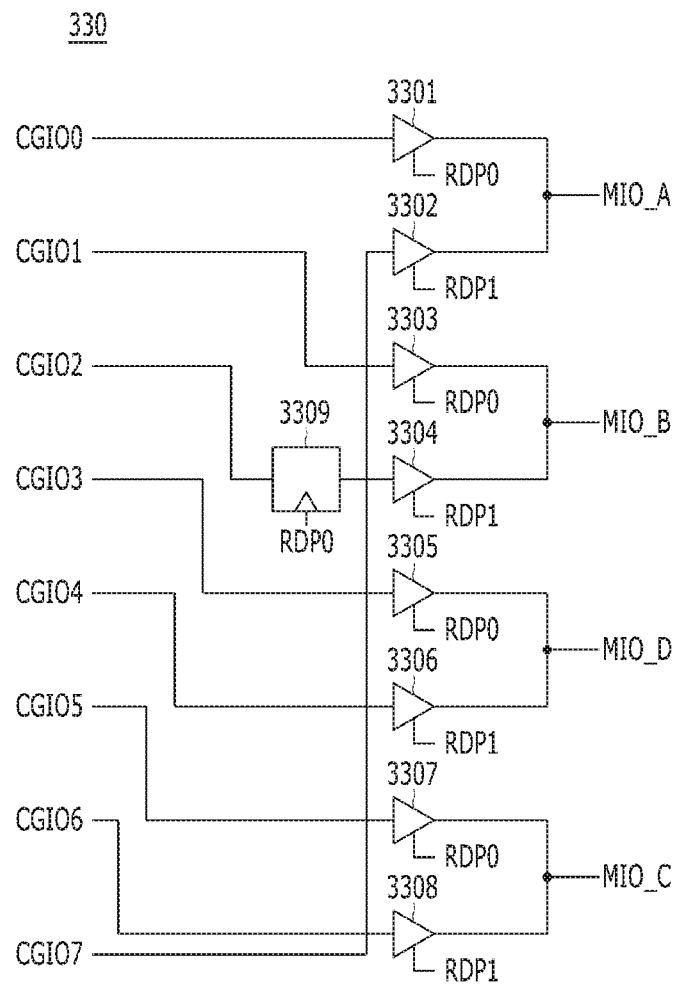 330
3301
CGIO0
RDP0
MIO_A
3302
CGIO1
RDP1
3303
CGIO2
RDP0
3309
MIO_B
3304
CGIO3
RDP1
RDP0
3305
CGIO4
RDP0
MIO_D
3306
CGIO5
RDP1
3307
CGIO6
RDP0
MIO_C
3308
CGIO7
RDP1